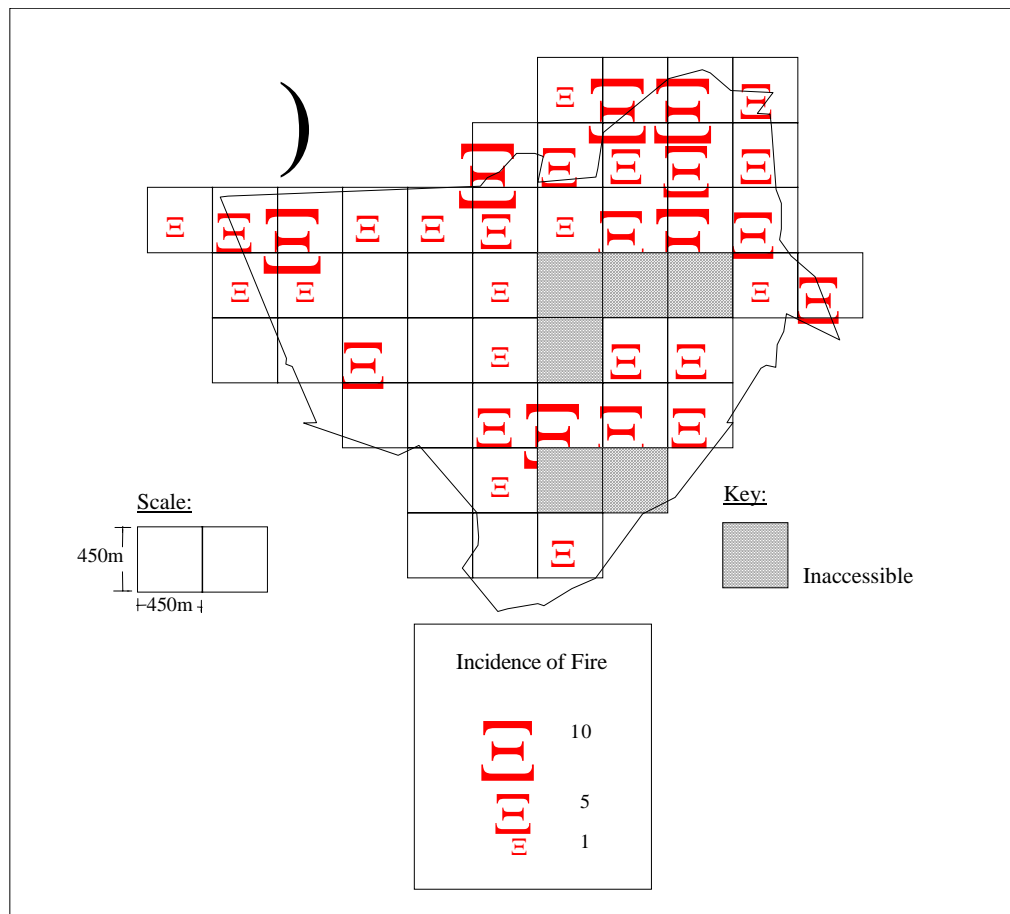 Scale:
450m
450m
Key:
Inaccessible
Incidence of Fire
10
5
1